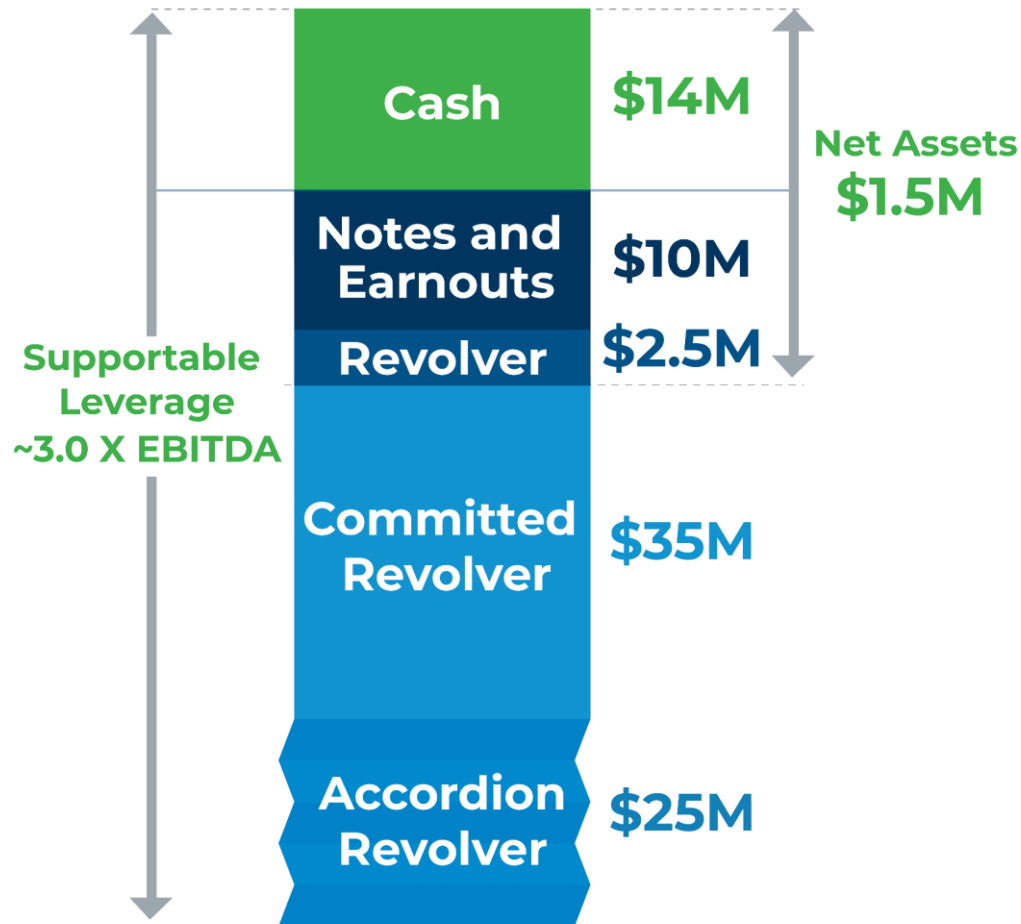 Cash
$14M
Net Assets
$1.5M
Notes and
Earnouts
$10M
Revolver
$2.5M
Supportable
Leverage
~3.0 X EBITDA
Committed
Revolver
$35M
Accordion
Revolver
$25M